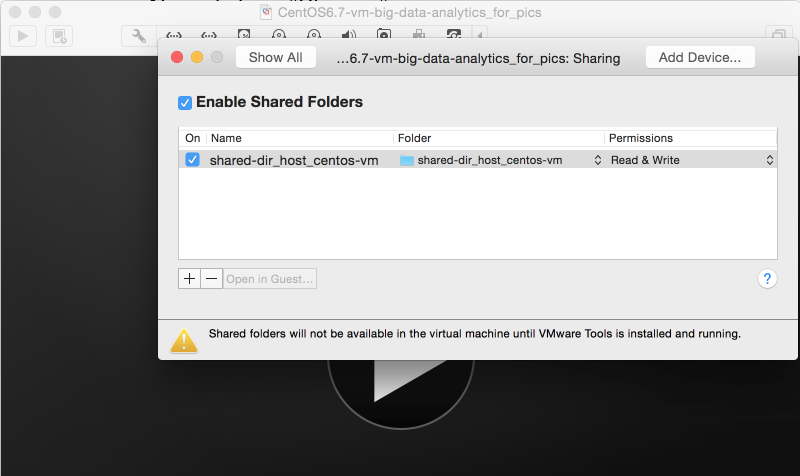 CentOS6.7-vm-big-data-analytics_for_pics
Show All
...6.7-vm-big-data-analytics_for_pics: Sharing
Add Device...
Enable Shared Folders
On Name Folder Permissions
shared-dir_host_centos-vm shared-dir_host_centos-vm Read & Write
Open in Guest...
?
Shared folders will not be available in the virtual machine until VMware Tools is installed and running.